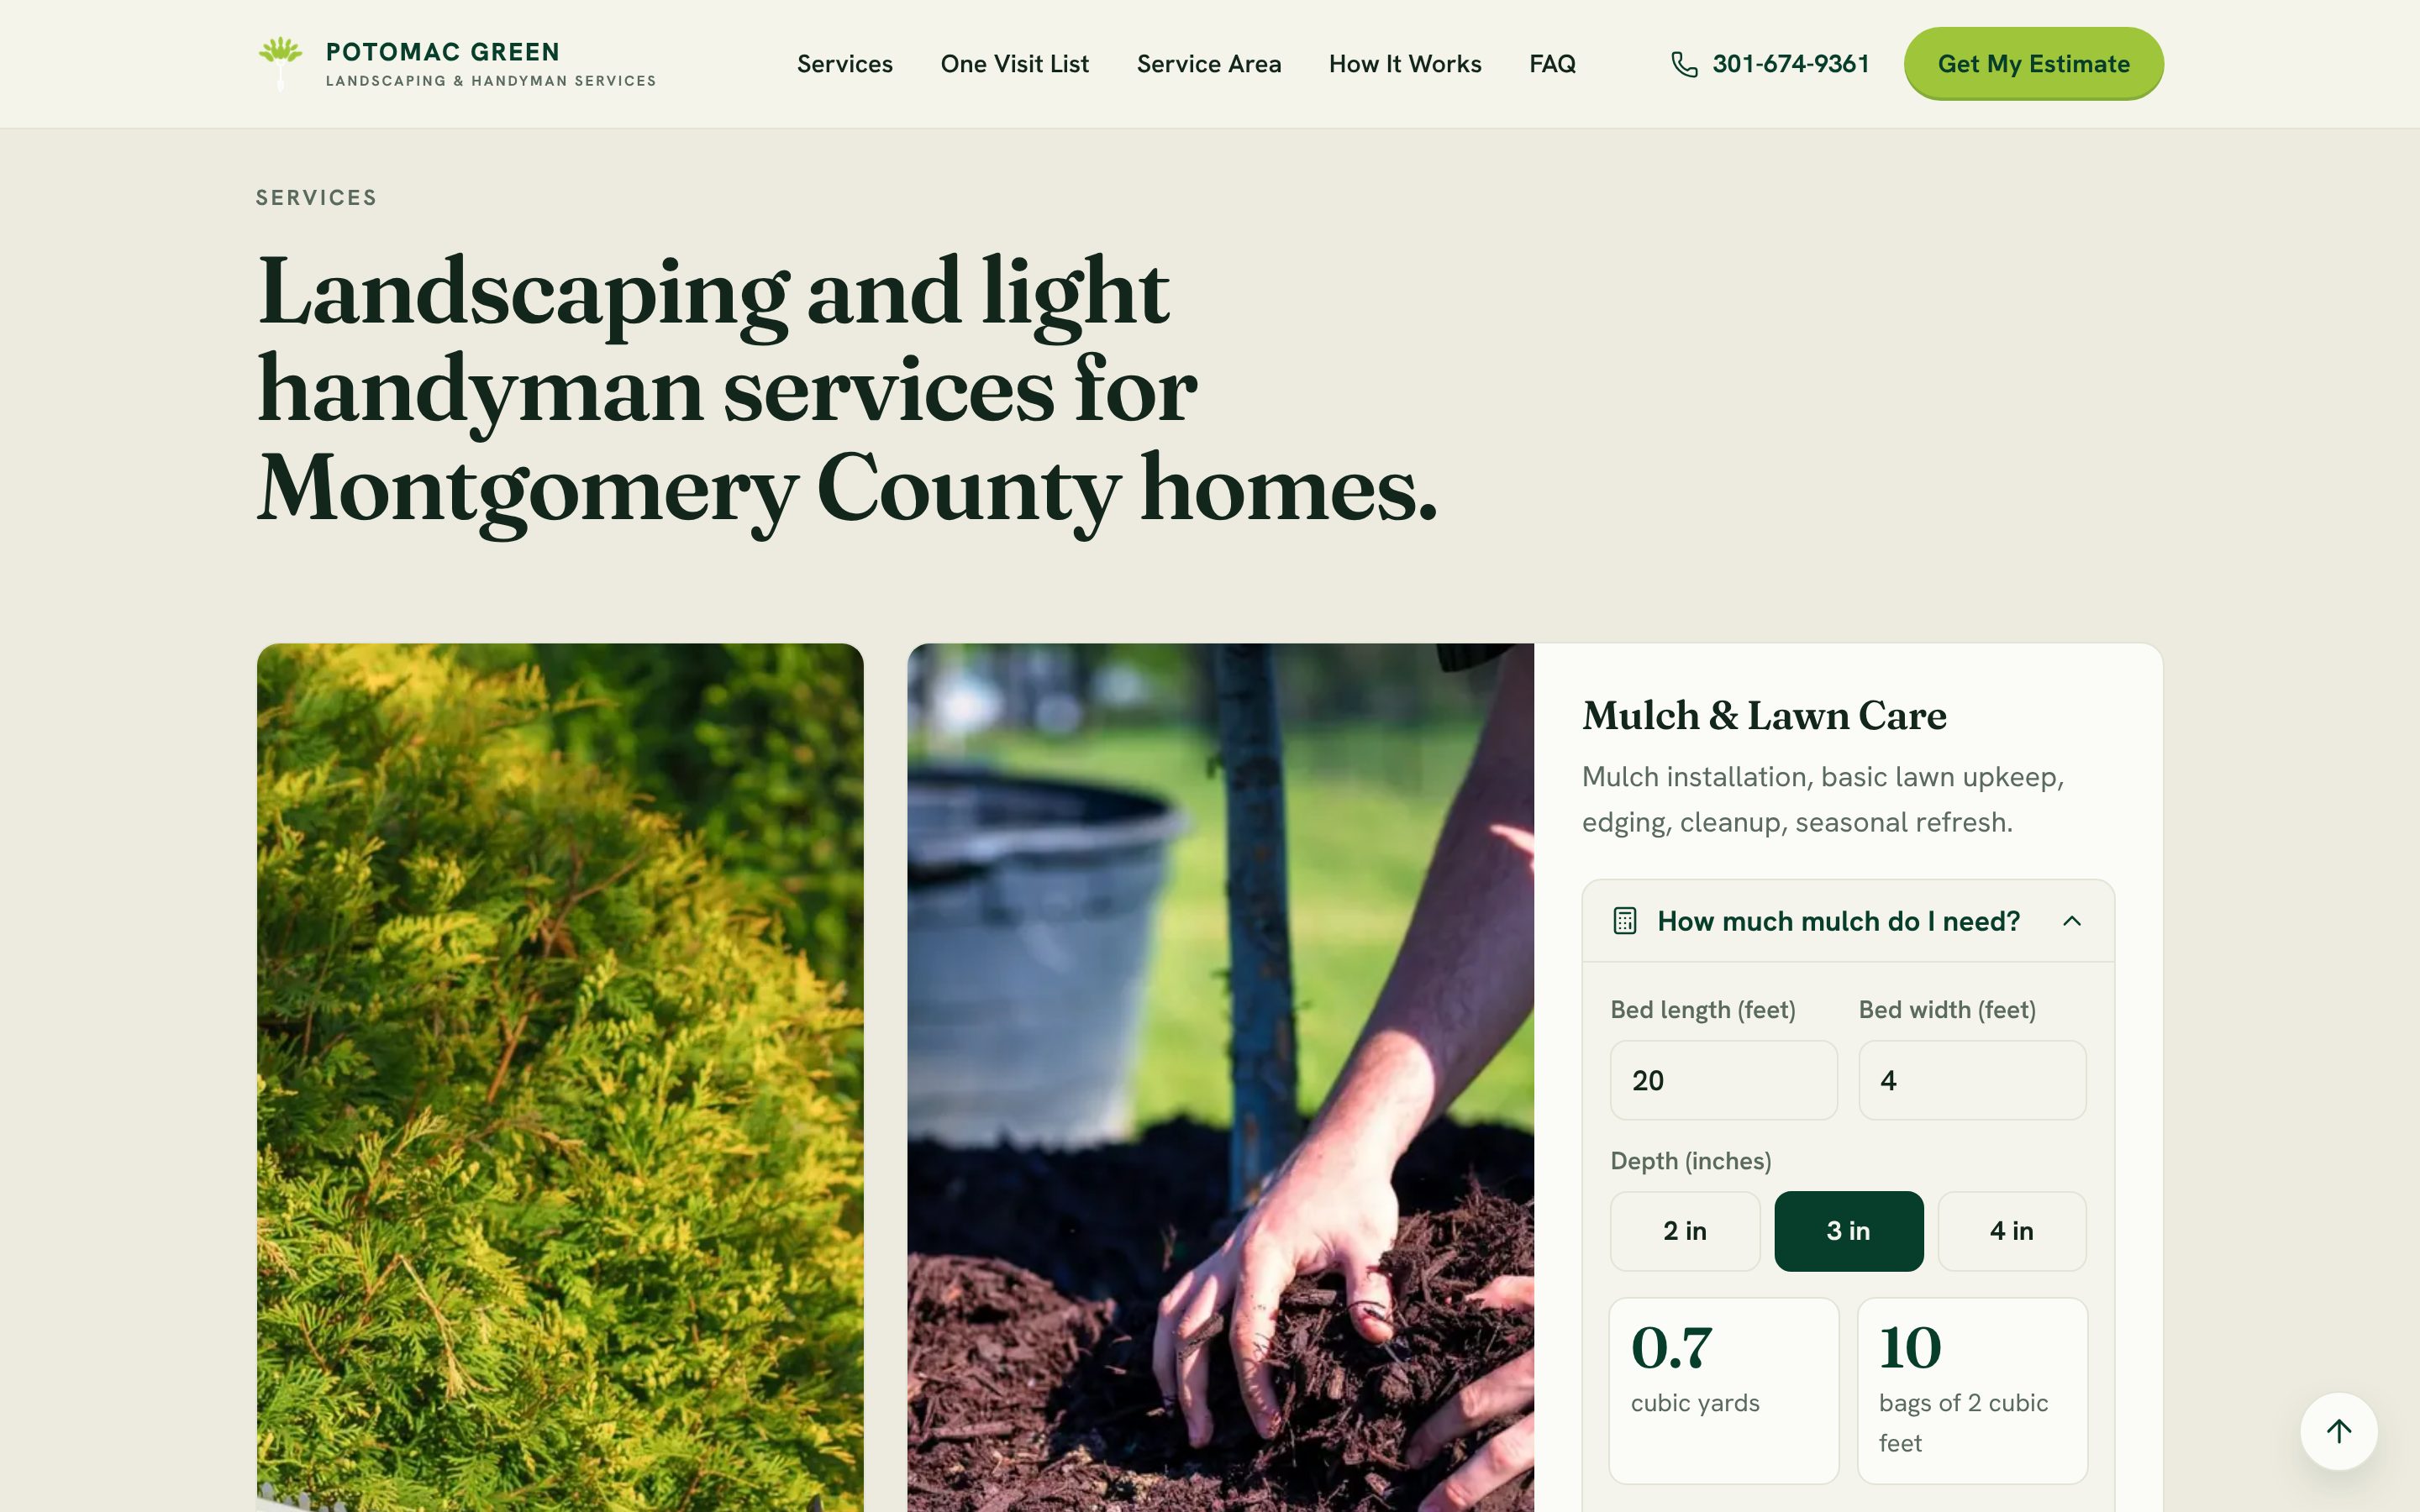 POTOMAC GREEN
LANDSCAPING & HANDYMAN SERVICES
Services
One Visit List
Service Area
How It Works
FAQ
301-674-9361
Get My Estimate
SERVICES
Landscaping and light
handyman services for
Montgomery County homes.
Mulch & Lawn Care
Mulch installation, basic lawn upkeep,
edging, cleanup, seasonal refresh.
How much mulch do I need?
Bed length (feet)
Bed width (feet)
20
4
Depth (inches)
2 in
3 in
4 in
0.7
cubic yards
10
bags of 2 cubic
feet